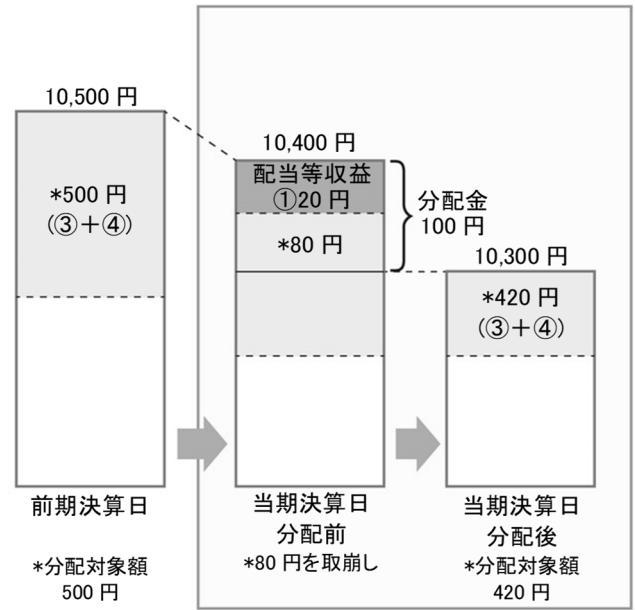 10,500 円
*500 円
(③+④)
前期決算日
*分配対象額
500 円
10,400 円
配当等収益
①20 円
*80 円
分配金
100 円
当期決算日
分配前
*80 円を取崩し
10,300 円
*420 円
(③+④)
当期決算日
分配後
*分配対象額
420 円